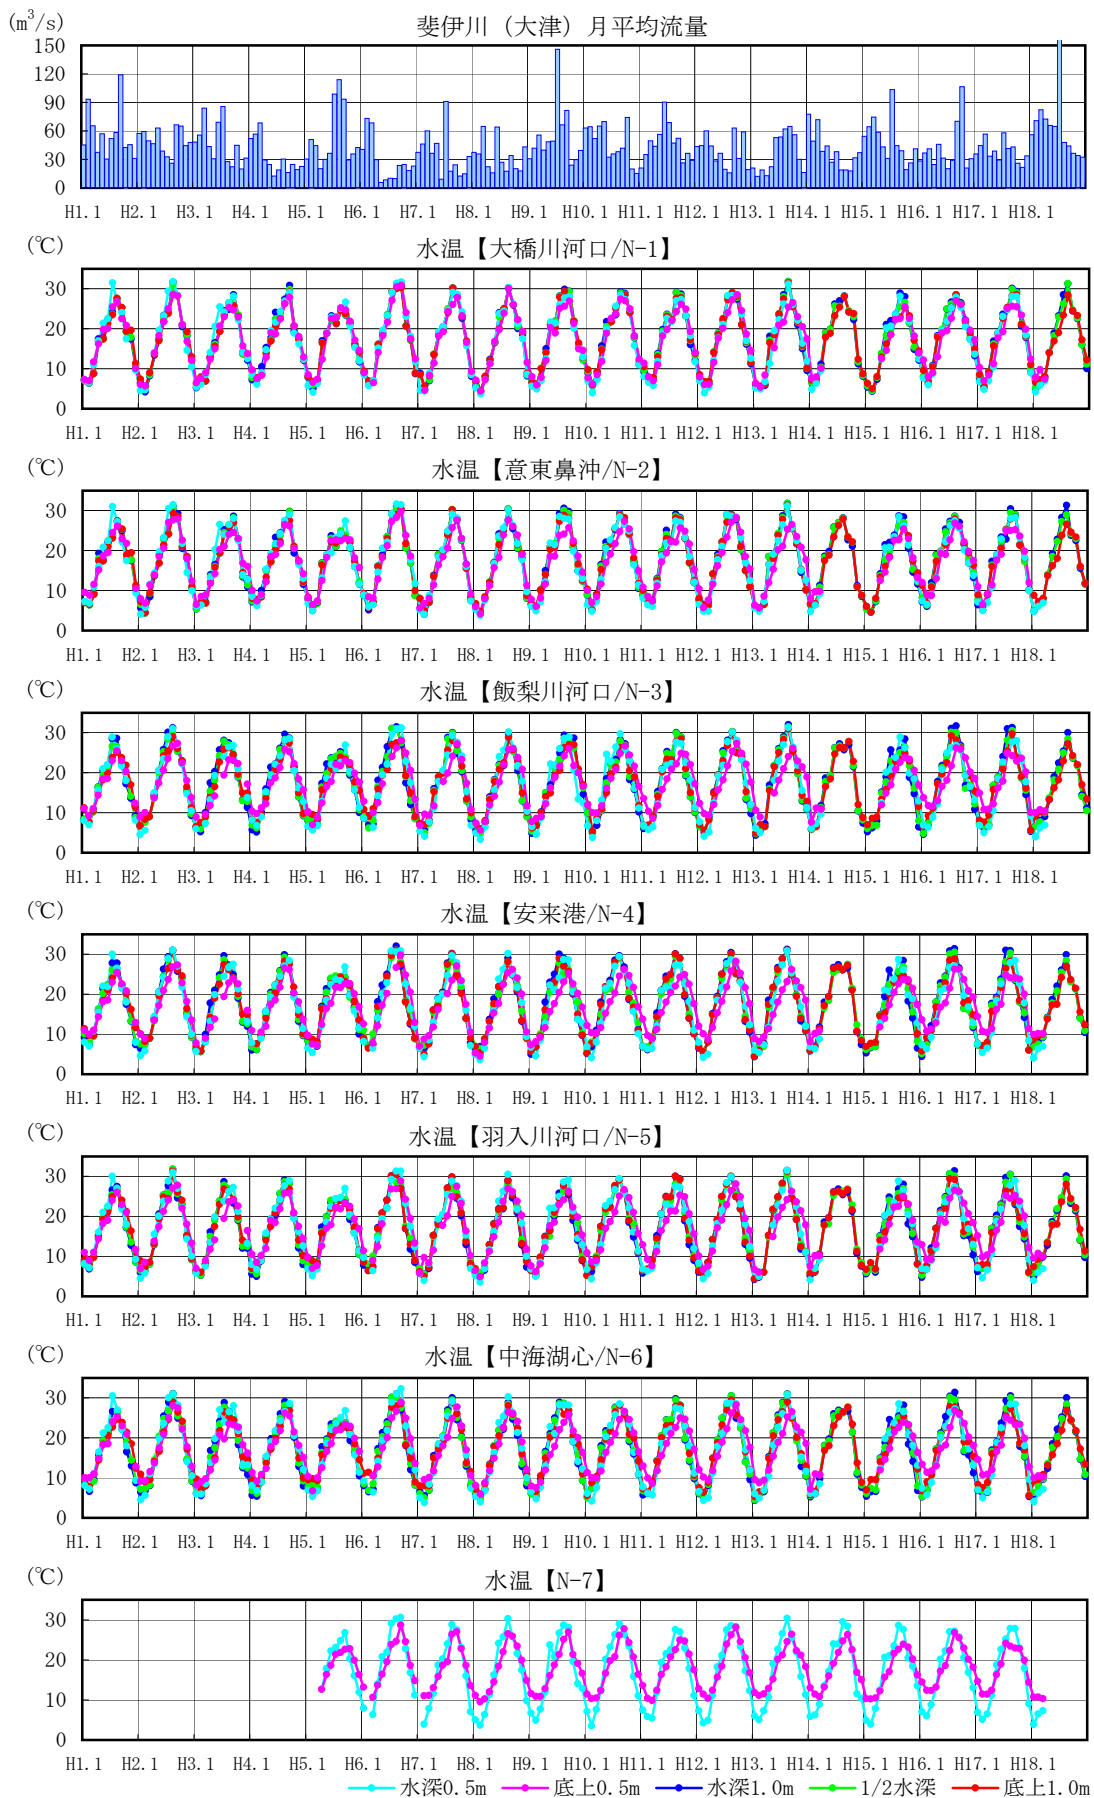 (m³/s)
斐伊川（大津）月平均流量
150
120
90
60
30
0
H1.1 H2.1 H3.1 H4.1 H5.1 H6.1 H7.1 H8.1 H9.1 H10.1 H11.1 H12.1 H13.1 H14.1 H15.1 H16.1 H17.1 H18.1
(℃)
水温【大橋川河口/N-1】
30
20
10
0
H1.1 H2.1 H3.1 H4.1 H5.1 H6.1 H7.1 H8.1 H9.1 H10.1 H11.1 H12.1 H13.1 H14.1 H15.1 H16.1 H17.1 H18.1
(℃)
水温【意東鼻沖/N-2】
30
20
10
0
H1.1 H2.1 H3.1 H4.1 H5.1 H6.1 H7.1 H8.1 H9.1 H10.1 H11.1 H12.1 H13.1 H14.1 H15.1 H16.1 H17.1 H18.1
(℃)
水温【飯梨川河口/N-3】
30
20
10
0
H1.1 H2.1 H3.1 H4.1 H5.1 H6.1 H7.1 H8.1 H9.1 H10.1 H11.1 H12.1 H13.1 H14.1 H15.1 H16.1 H17.1 H18.1
(℃)
水温【安来港/N-4】
30
20
10
0
H1.1 H2.1 H3.1 H4.1 H5.1 H6.1 H7.1 H8.1 H9.1 H10.1 H11.1 H12.1 H13.1 H14.1 H15.1 H16.1 H17.1 H18.1
(℃)
水温【羽入川河口/N-5】
30
20
10
0
H1.1 H2.1 H3.1 H4.1 H5.1 H6.1 H7.1 H8.1 H9.1 H10.1 H11.1 H12.1 H13.1 H14.1 H15.1 H16.1 H17.1 H18.1
(℃)
水温【中海湖心/N-6】
30
20
10
0
H1.1 H2.1 H3.1 H4.1 H5.1 H6.1 H7.1 H8.1 H9.1 H10.1 H11.1 H12.1 H13.1 H14.1 H15.1 H16.1 H17.1 H18.1
(℃)
水温【N-7】
30
20
10
0
H1.1 H2.1 H3.1 H4.1 H5.1 H6.1 H7.1 H8.1 H9.1 H10.1 H11.1 H12.1 H13.1 H14.1 H15.1 H16.1 H17.1 H18.1
水深0.5m 底上0.5m 水深1.0m 1/2水深 底上1.0m